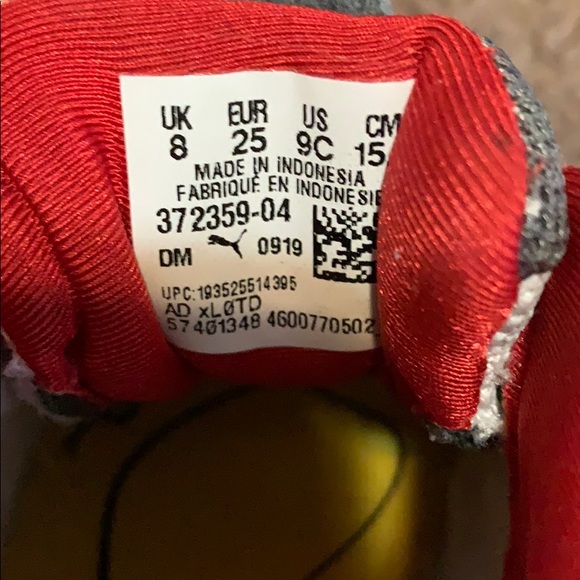 UK EUR US CM
8 25 9C 15
MADE IN INDONESIA
FABRIQUÉ EN INDONESIE
372359-04
DM 0919
UPC:193525514395
AD xLØTD
57401348 4600770502